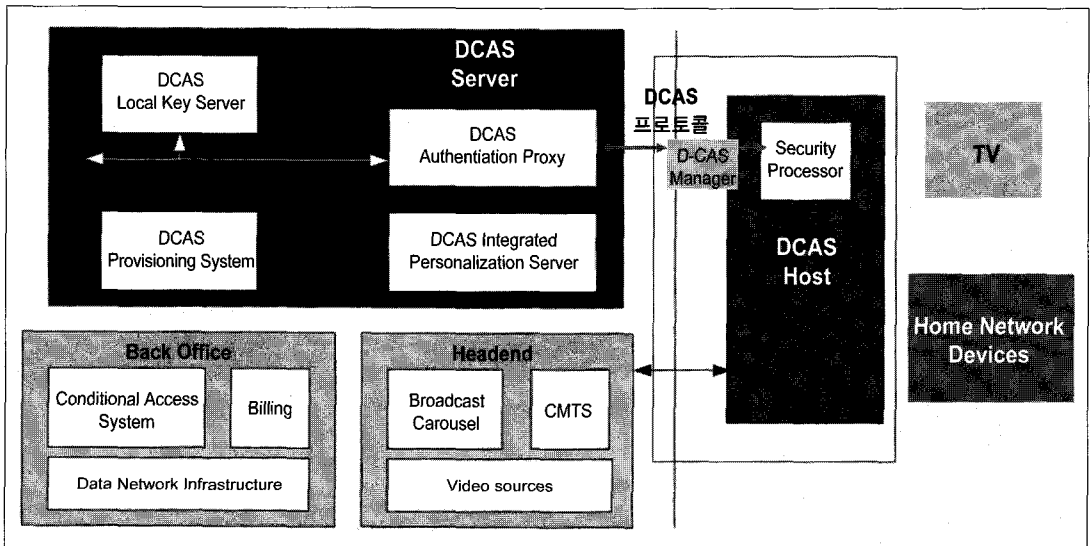 DCAS
Server
DCAS
Local Key Server
DCAS
Authentiation Proxy
DCAS
Provisioning System
DCAS Integrated
Personalization Server
DCAS
프로토콜
D-CAS
Manager
Security
Processor
DCAS
Host
TV
Home Network
Devices
Back Office
Conditional Access
System
Billing
Data Network Infrastructure
Headend
Broadcast
Carousel
CMTS
Video sources